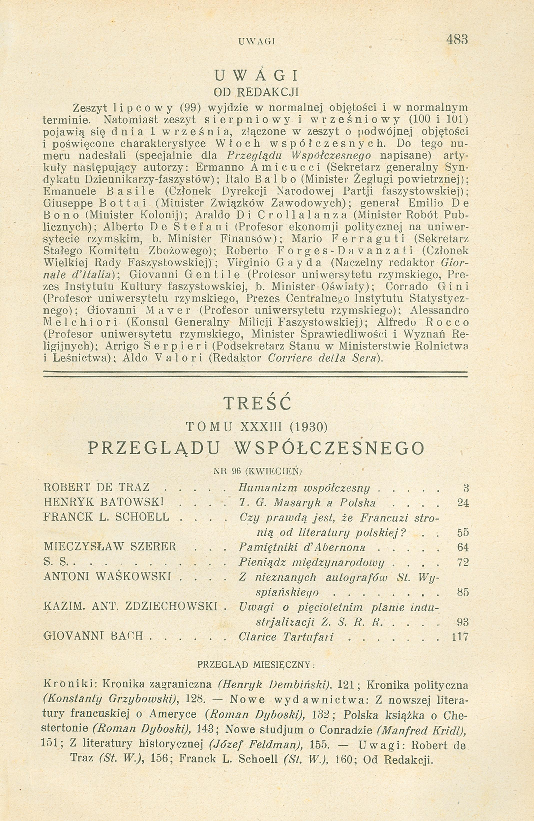 UWAGI 483
UWAGI
OD REDAKCJI
Zeszyt lipcowy (99) wyjdzie w normalnej objętości i w normalnym
terminie. Natomiast zeszyt sierpniowy i wrześniowy (100 i 101)
pojawią się dnia 1 września, złączone w zeszyt o podwójnej objętości
i poświęcone charakterystyce Włoch współczesnych. Do tego nu-
meru nadesłali (specjalnie dla Przeglądu Współczesnego napisane) arty-
kuły następujący autorzy: Ermanno Amicucci (Sekretarz generalny Syn-
dykatu Dziennikarzy-faszystów); Italo Balbo (Minister Żeglugi powietrznej);
Emanuele Basile (Członek Dyrekcji Narodowej Partji faszystowskiej);
Giuseppe Bottai (Minister Związków Zawodowych); generał Emilio De
Bono (Minister Kolonij); Araldo Di Crollalanza (Minister Robót Pub-
licznych); Alberto De Stefani (Profesor ekonomji politycznej na uniwer-
sytecie rzymskim, b. Minister Finansów); Mario Ferraguti (Sekretarz
Stałego Komitetu Zbożowego); Roberto Forges-Davanzati (Członek
Wielkiej Rady Faszystowskiej); Virginio Gayda (Naczelny redaktor Gior-
nale d'Italia); Giovanni Gentile (Profesor uniwersytetu rzymskiego, Pre-
zes Instytutu Kultury faszystowskiej, b. Minister Oświaty); Corrado Gini
(Profesor uniwersytetu rzymskiego, Prezes Centralnego Instytutu Statystycz-
nego); Giovanni Maver (Profesor uniwersytetu rzymskiego); Alessandro
Melchiori (Konsul Generalny Milicji Faszystowskiej); Alfredo Rocco
(Profesor uniwersytetu rzymskiego, Minister Sprawiedliwości i Wyznań Re-
ligijnych); Arrigo Serpieri (Podsekretarz Stanu w Ministerstwie Rolnictwa
i Leśnictwa); Aldo Valori (Redaktor Corriere della Sera).
TREŚĆ
TOMU XXXIII (1930)
PRZEGLĄDU WSPÓŁCZESNEGO
NR 96 (KWIECIEŃ)
ROBERT DE TRAZ . . . . . Humanizm współczesny . . . . . 3
HENRYK BATOWSKI . . . . T. G. Masaryk a Polska . . . . 24
FRANCK L. SCHOELL . . . . Czy prawdą jest, że Francuzi stro-
nią od literatury polskiej? . . 55
MIECZYSŁAW SZERER . . . Pamiętniki d'Abernona . . . . 64
S. S. . . . . . . . . . . Pieniądz międzynarodowy . . . . 72
ANTONI WAŚKOWSKI . . . . Z nieznanych autografów St. Wy-
spiańskiego . . . . . . . . 85
KAZIM. ANT. ZDZIECHOWSKI . Uwagi o pięcioletnim planie indu-
strjalizacji Z. S. R. R. . . . . 93
GIOVANNI BACH . . . . . . Clarice Tartufari . . . . . . . 117
PRZEGLĄD MIESIĘCZNY:
Kroniki: Kronika zagraniczna (Henryk Dembiński), 121; Kronika polityczna
(Konstanty Grzybowski), 128. — Nowe wydawnictwa: Z nowszej litera-
tury francuskiej o Ameryce (Roman Dyboski), 132; Polska książka o Che-
stertonie (Roman Dyboski), 143; Nowe studjum o Conradzie (Manfred Kridl),
151; Z literatury historycznej (Józef Feldman), 155. — Uwagi: Robert de
Traz (St. W.), 156; Franck L. Schoell (St. W.), 160; Od Redakcji.